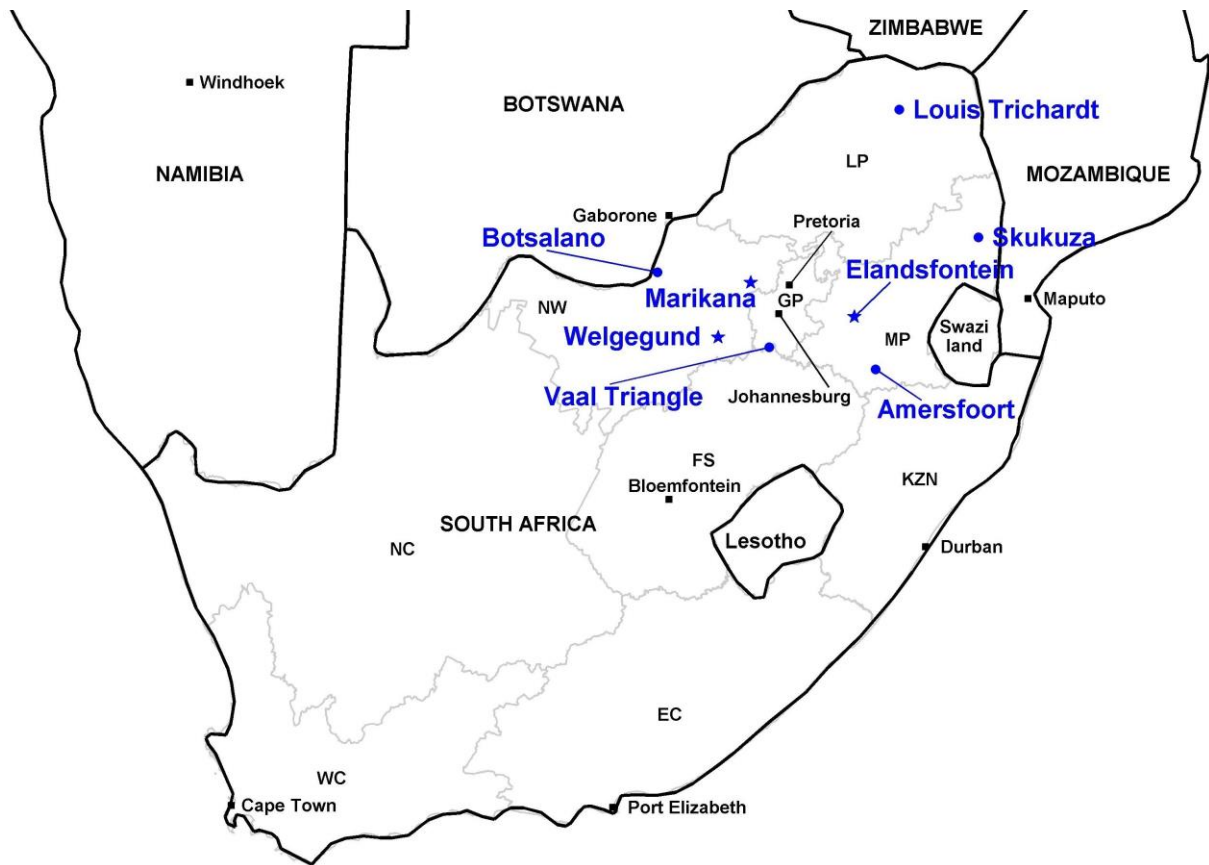 ZIMBABWE
Windhoek
BOTSWANA
Louis Trichardt
LP
NAMIBIA
MOZAMBIQUE
Gaborone
Pretoria
Botsalano
Skukuza
Elandsfontein
Marikana
GP
Maputo
NW
Welgegund
MP
Swazi
land
Vaal Triangle
Johannesburg
Amersfoort
FS
Bloemfontein
KZN
SOUTH AFRICA
NC
Lesotho
Durban
EC
WC
Cape Town
Port Elizabeth